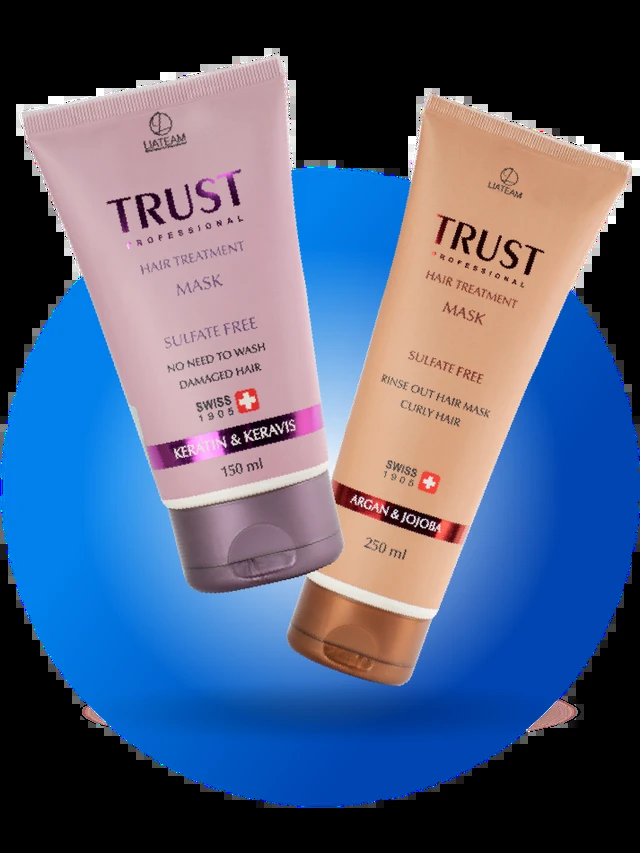 LIATEAM
TRUST
PROFESSIONAL
HAIR TREATMENT
MASK
SULFATE FREE
NO NEED TO WASH
DAMAGED HAIR
SWISS
1905
KERATIN & KERAVIS
150 ml
LIATEAM
TRUST
PROFESSIONAL
HAIR TREATMENT
MASK
SULFATE FREE
RINSE OUT HAIR MASK
CURLY HAIR
SWISS
1905
ARGAN & JOJOBA
250 ml